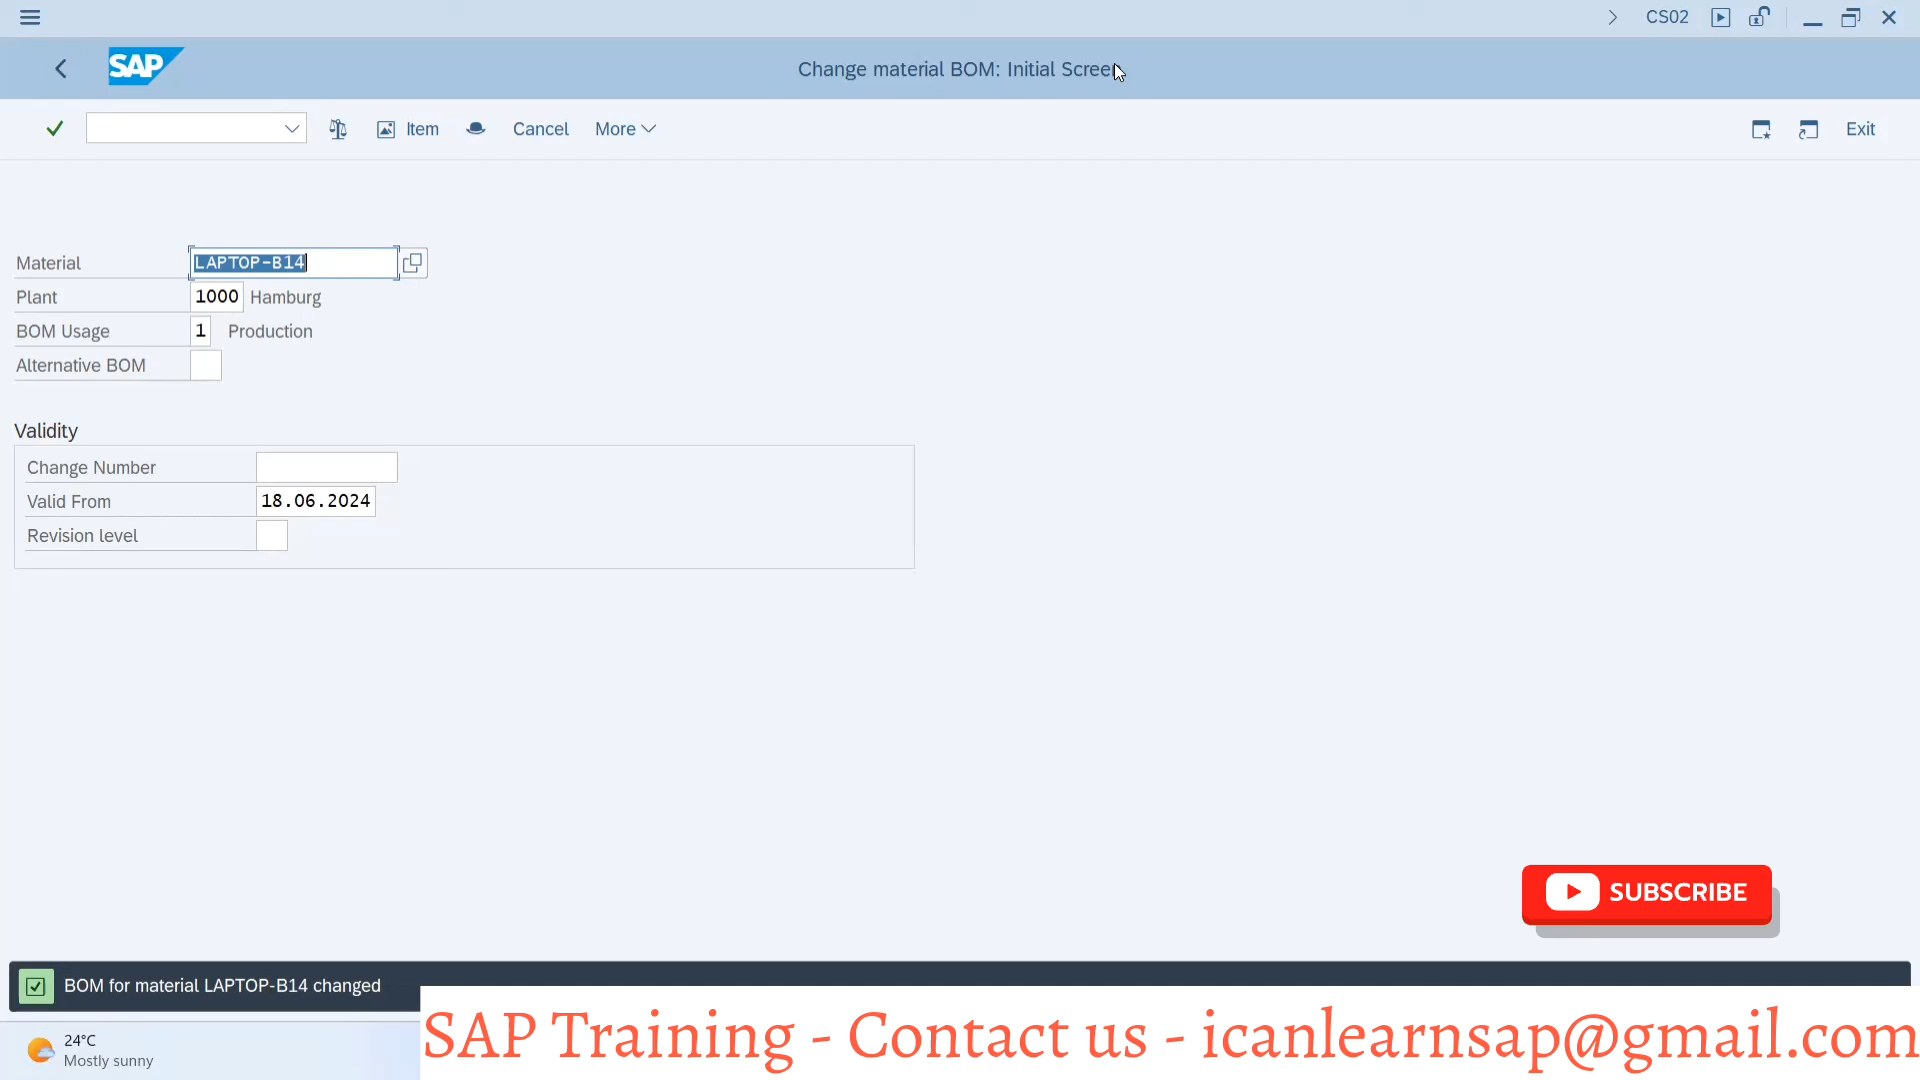 CS02
SAP
Change material BOM: Initial Screen
Item
Cancel
More
Exit
Material LAPTOP-B14
Plant 1000 Hamburg
BOM Usage 1 Production
Alternative BOM
Validity
Change Number
Valid From 18.06.2024
Revision level
SUBSCRIBE
BOM for material LAPTOP-B14 changed
24°C
Mostly sunny
SAP Training - Contact us - icanlearnsap@gmail.com